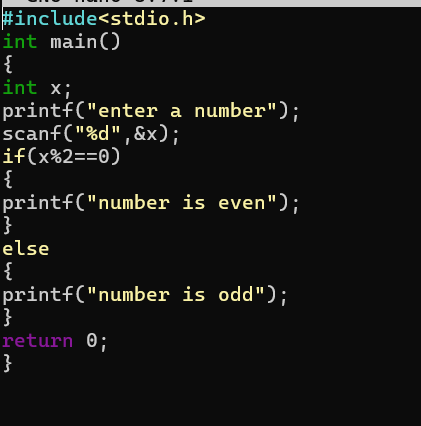 #include<stdio.h>
int main()
{
int x;
printf("enter a number");
scanf("%d",&x);
if(x%2==0)
{
printf("number is even");
}
else
{
printf("number is odd");
}
return 0;
}